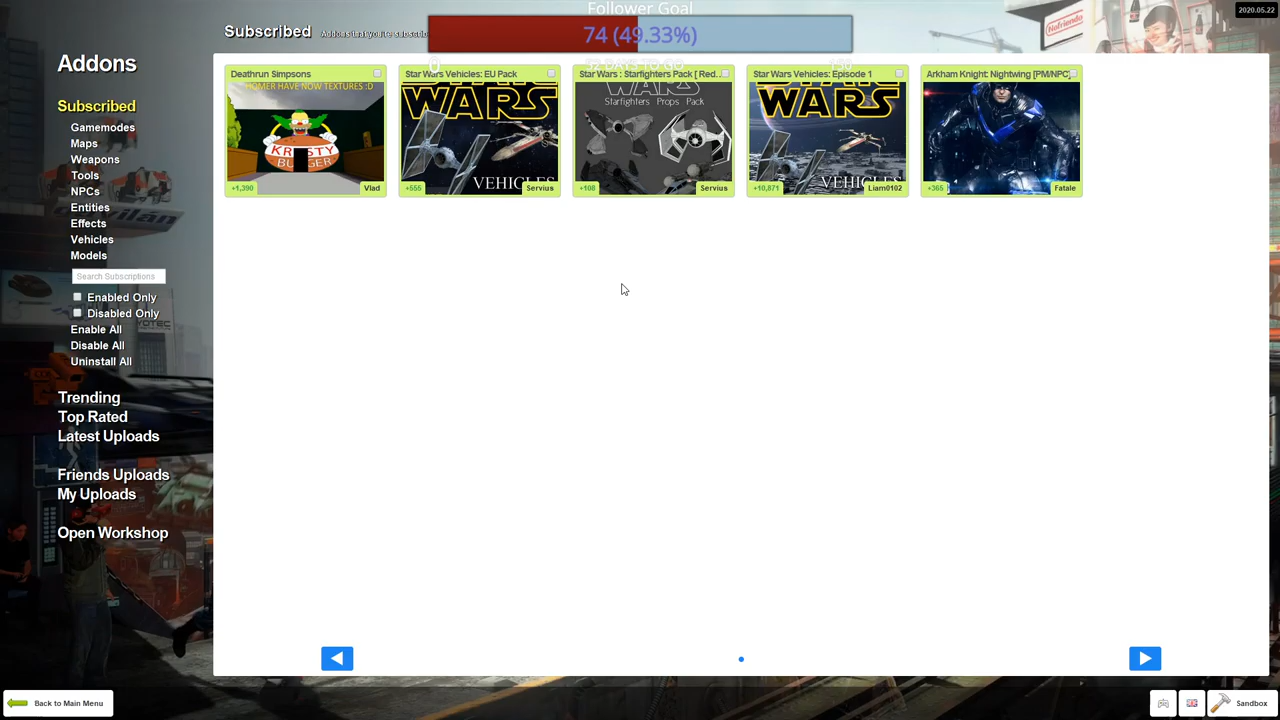 Follower Goal
2020.05.22
Nofriendo
Subscribed
74 (49.33%)
Addons
Deathrun Simpsons
Star Wars Vehicles: EU Pack
Star Wars : Starfighters Pack [ Red...
Star Wars Vehicles: Episode 1
Arkham Knight: Nightwing [PM/NPC]
HOMER HAVE NOW TEXTURES :D
KRUSTY
BURGER
+1,390
Vlad
WARS
VEHICLES
+555
Servius
WARS
Starfighters Props Pack
+108
Servius
WARS
VEHICLES
+10,871
Liam0102
+365
Fatale
Subscribed
Gamemodes
Maps
Weapons
Tools
NPCs
Entities
Effects
Vehicles
Models
Search Subscriptions
Enabled Only
Disabled Only
Enable All
Disable All
Uninstall All
Trending
Top Rated
Latest Uploads
Friends Uploads
My Uploads
Open Workshop
Back to Main Menu
Sandbox